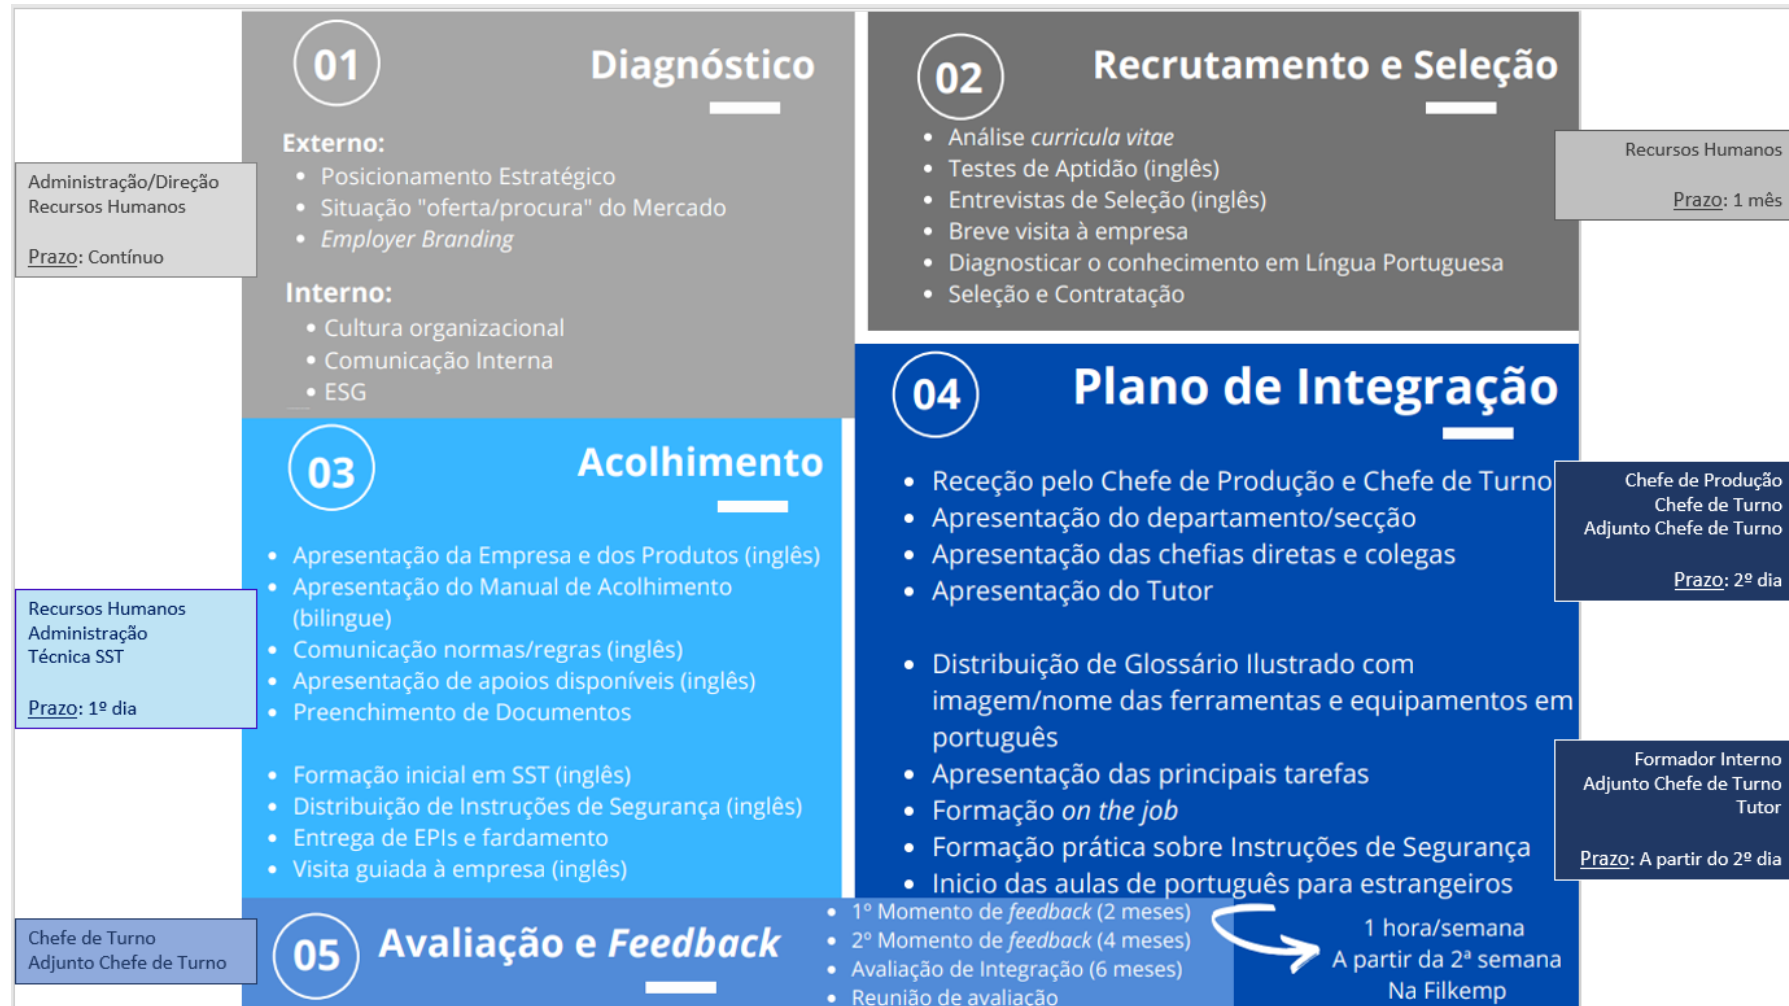 01
Diagnóstico
Externo:
• Posicionamento Estratégico
• Situação "oferta/procura" do Mercado
• Employer Branding
Interno:
• Cultura organizacional
• Comunicação Interna
• ESG
Administração/Direção
Recursos Humanos
Prazo: Contínuo
02
Recrutamento e Seleção
• Análise curricula vitae
• Testes de Aptidão (inglês)
• Entrevistas de Seleção (inglês)
• Breve visita à empresa
• Diagnosticar o conhecimento em Língua Portuguesa
• Seleção e Contratação
Recursos Humanos
Prazo: 1 mês
03
Acolhimento
• Apresentação da Empresa e dos Produtos (inglês)
• Apresentação do Manual de Acolhimento
(bilingue)
• Comunicação normas/regras (inglês)
• Apresentação de apoios disponíveis (inglês)
• Preenchimento de Documentos
• Formação inicial em SST (inglês)
• Distribuição de Instruções de Segurança (inglês)
• Entrega de EPIs e fardamento
• Visita guiada à empresa (inglês)
Recursos Humanos
Administração
Técnica SST
Prazo: 1º dia
04
Plano de Integração
• Receção pelo Chefe de Produção e Chefe de Turno
• Apresentação do departamento/secção
• Apresentação das chefias diretas e colegas
• Apresentação do Tutor
• Distribuição de Glossário Ilustrado com
imagem/nome das ferramentas e equipamentos em
português
• Apresentação das principais tarefas
• Formação on the job
• Formação prática sobre Instruções de Segurança
• Inicio das aulas de português para estrangeiros
Chefe de Produção
Chefe de Turno
Adjunto Chefe de Turno
Prazo: 2º dia
Formador Interno
Adjunto Chefe de Turno
Tutor
Prazo: A partir do 2º dia
1 hora/semana
A partir da 2ª semana
Na Filkemp
05
Avaliação e Feedback
• 1º Momento de feedback (2 meses)
• 2º Momento de feedback (4 meses)
• Avaliação de Integração (6 meses)
• Reunião de avaliação
Chefe de Turno
Adjunto Chefe de Turno